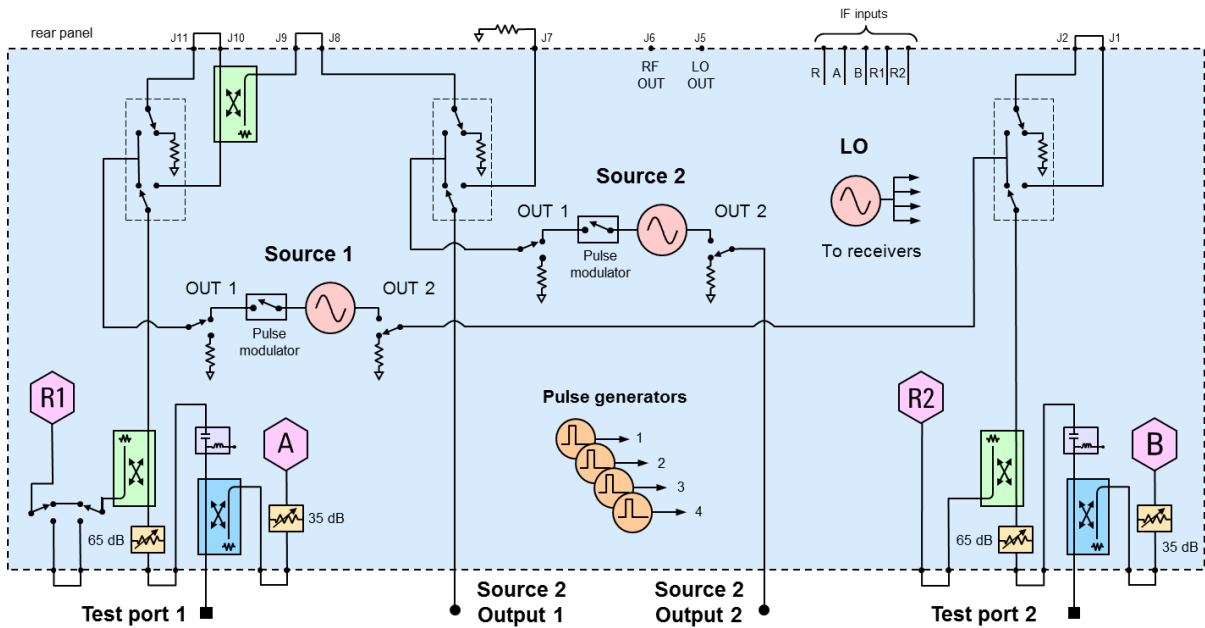 IF inputs
rear panel
J11
J10
J9
J8
J7
J6
J5
J2
J1
RF
OUT
LO
OUT
R
A
B
R1
R2
LO
To receivers
Source 2
OUT 1
OUT 2
Pulse
modulator
Source 1
OUT 1
OUT 2
Pulse
modulator
R1
A
R2
B
Pulse generators
1
2
3
4
65 dB
35 dB
65 dB
35 dB
Test port 1
Source 2
Output 1
Source 2
Output 2
Test port 2